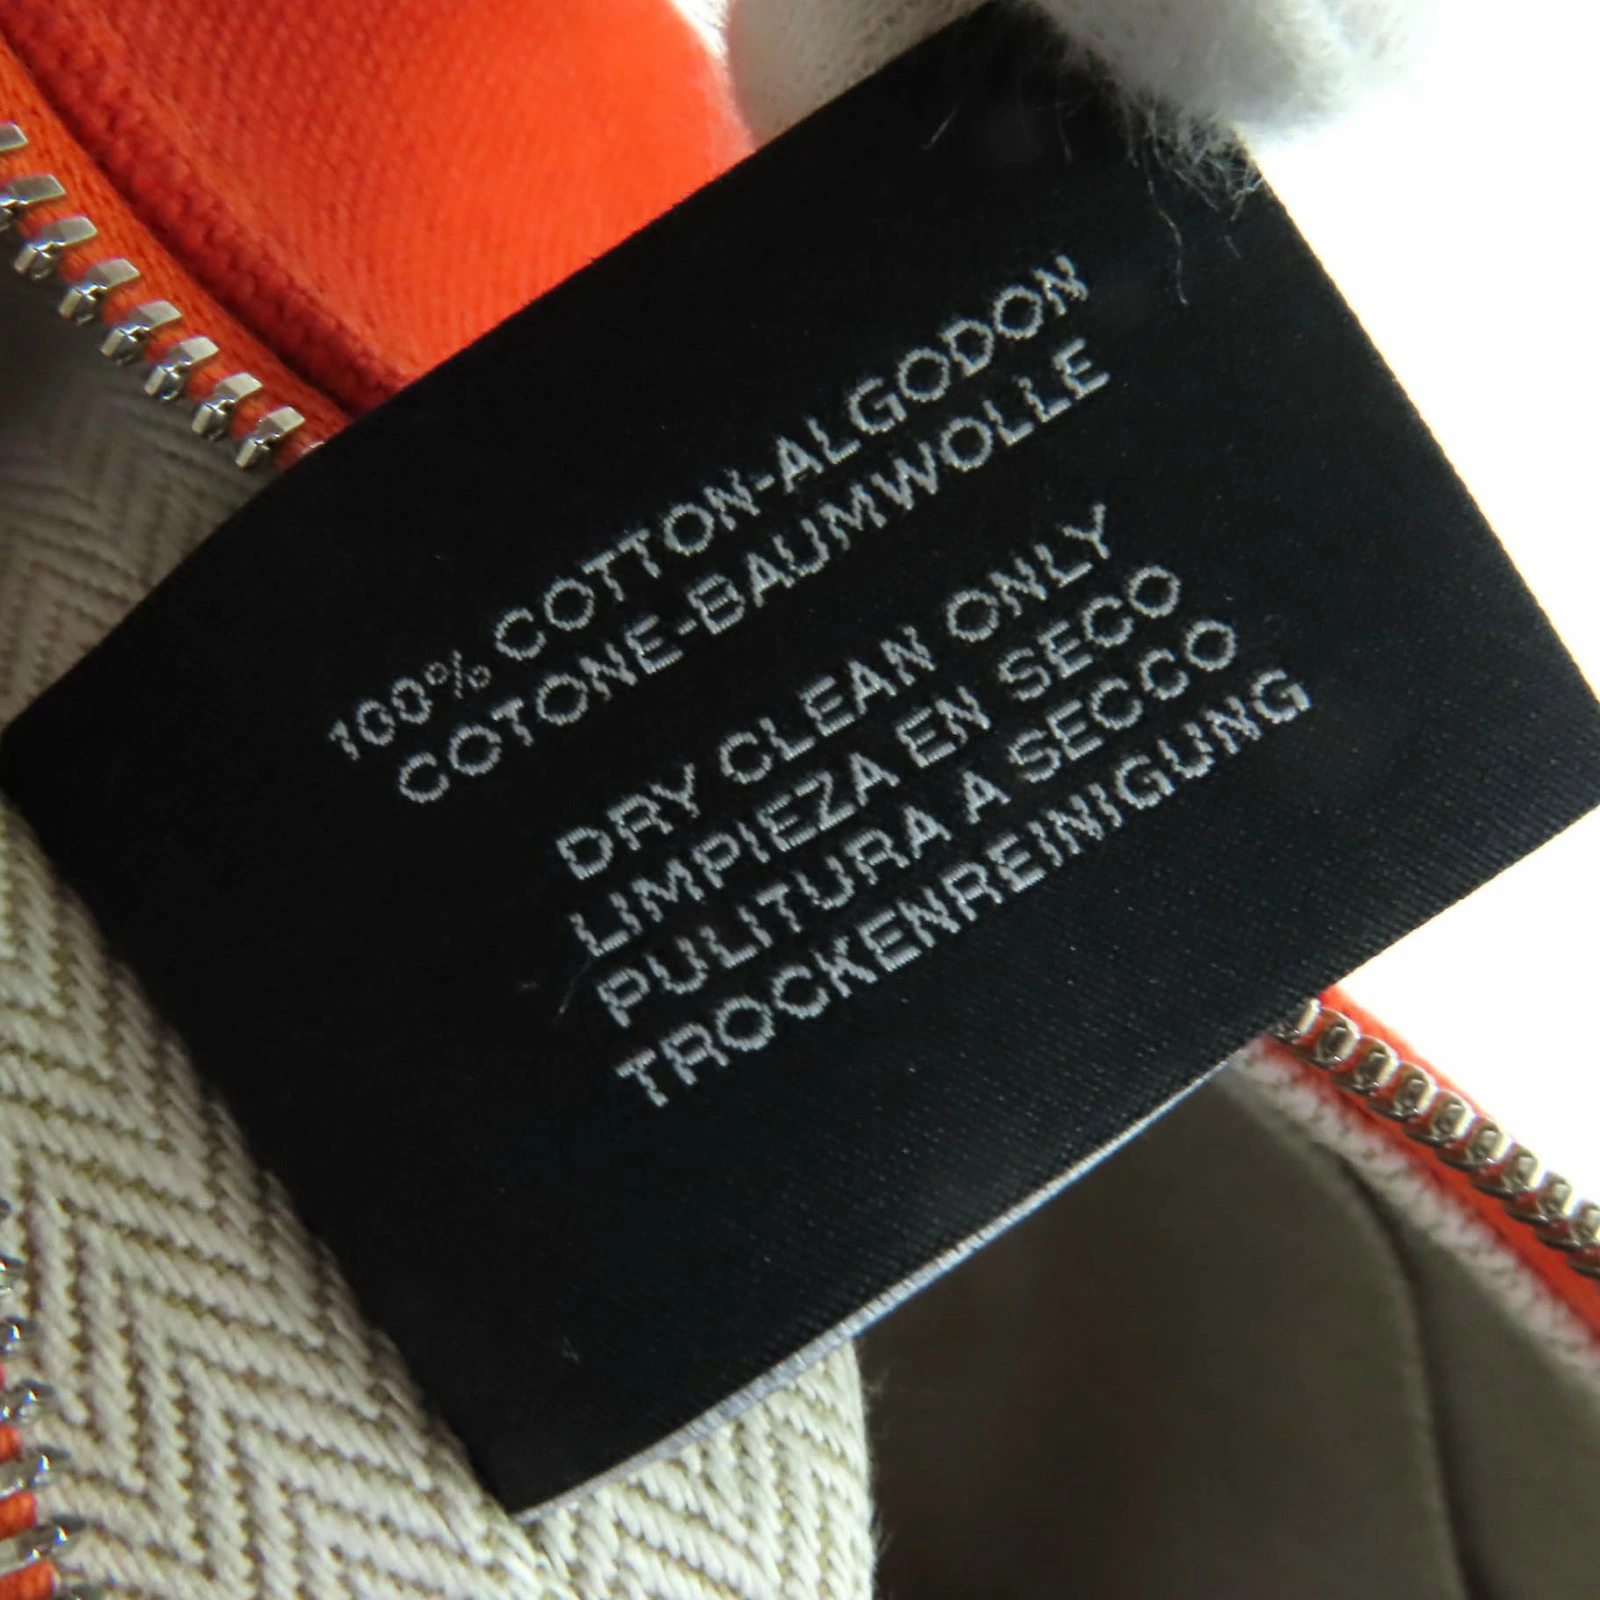 100% COTTON-ALGODON
COTONE-BAUMWOLLE
DRY CLEAN ONLY
LIMPIEZA EN SECO
PULITURA A SECCO
TROCKENREINIGUNG